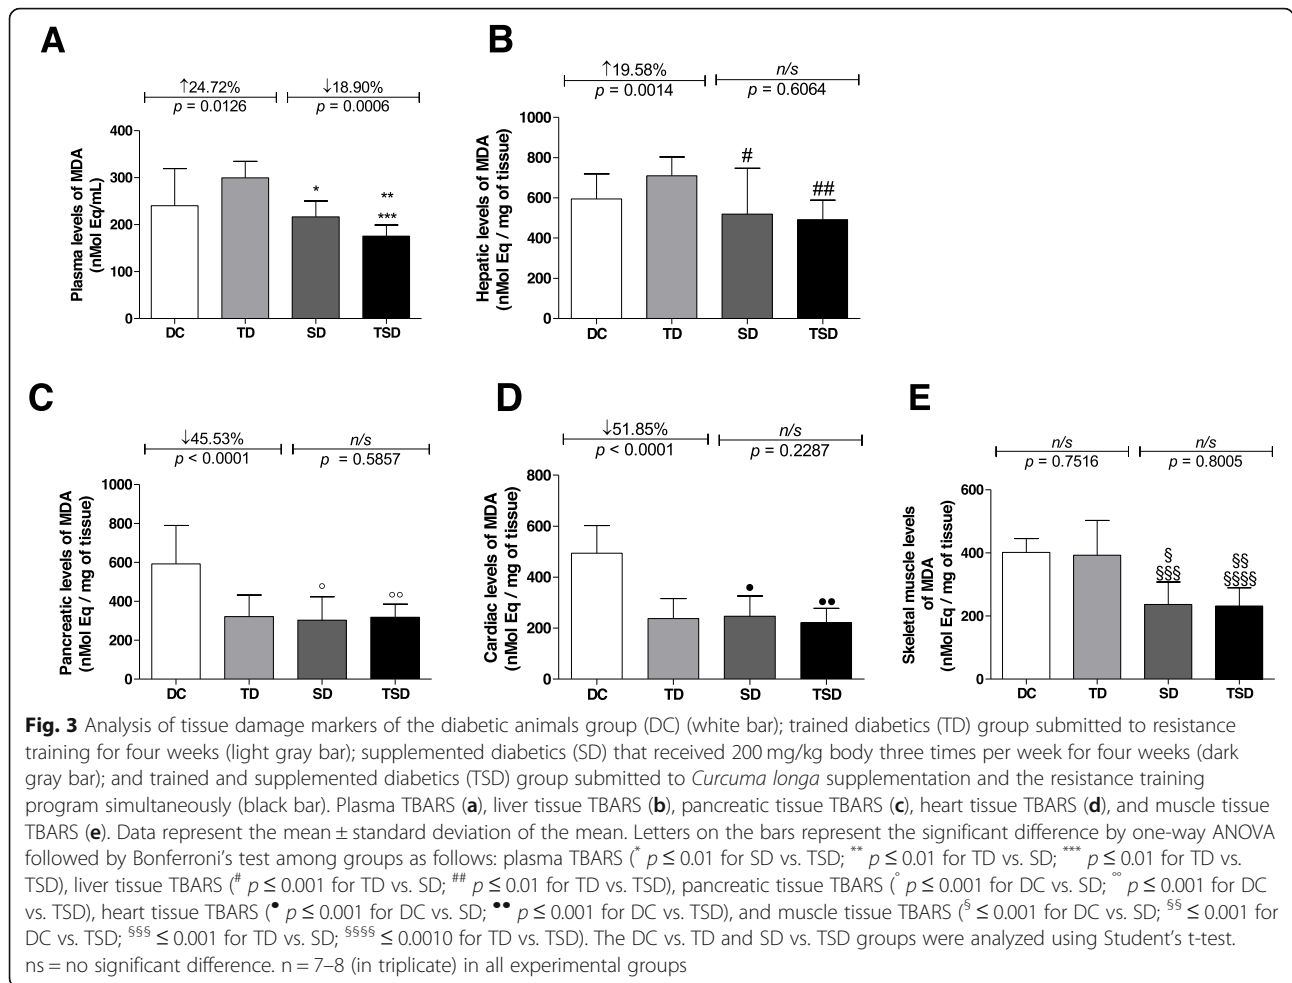 A
↑24.72%
p = 0.0126
↓18.90%
p = 0.0006
Plasma levels of MDA
(nMol Eq/mL)
400
300
200
100
0
*
**
***
DC TD SD TSD
B
↑19.58%
p = 0.0014
n/s
p = 0.6064
Hepatic levels of MDA
(nMol Eq / mg of tissue)
1000
800
600
400
200
0
#
##
DC TD SD TSD
C
↓45.53%
p < 0.0001
n/s
p = 0.5857
Pancreatic levels of MDA
(nMol Eq / mg of tissue)
1000
800
600
400
200
0
○
○○
DC TD SD TSD
D
↓51.85%
p < 0.0001
n/s
p = 0.2287
Cardiac levels of MDA
(nMol Eq / mg of tissue)
800
600
400
200
0
●
●●
DC TD SD TSD
E
n/s
p = 0.7516
n/s
p = 0.8005
Skeletal muscle levels
of MDA
(nMol Eq / mg of tissue)
600
400
200
0
§
§§§
§§
§§§§
DC TD SD TSD
Fig. 3 Analysis of tissue damage markers of the diabetic animals group (DC) (white bar); trained diabetics (TD) group submitted to resistance
training for four weeks (light gray bar); supplemented diabetics (SD) that received 200 mg/kg body three times per week for four weeks (dark
gray bar); and trained and supplemented diabetics (TSD) group submitted to Curcuma longa supplementation and the resistance training
program simultaneously (black bar). Plasma TBARS (a), liver tissue TBARS (b), pancreatic tissue TBARS (c), heart tissue TBARS (d), and muscle tissue
TBARS (e). Data represent the mean ± standard deviation of the mean. Letters on the bars represent the significant difference by one-way ANOVA
followed by Bonferroni's test among groups as follows: plasma TBARS (* p ≤ 0.01 for SD vs. TSD; ** p ≤ 0.01 for TD vs. SD; *** p ≤ 0.01 for TD vs.
TSD), liver tissue TBARS (# p ≤ 0.001 for TD vs. SD; ## p ≤ 0.01 for TD vs. TSD), pancreatic tissue TBARS (° p ≤ 0.001 for DC vs. SD; °° p ≤ 0.001 for DC
vs. TSD), heart tissue TBARS (● p ≤ 0.001 for DC vs. SD; ●● p ≤ 0.001 for DC vs. TSD), and muscle tissue TBARS (§ ≤ 0.001 for DC vs. SD; §§ ≤ 0.001 for
DC vs. TSD; §§§ ≤ 0.001 for TD vs. SD; §§§§ ≤ 0.0010 for TD vs. TSD). The DC vs. TD and SD vs. TSD groups were analyzed using Student's t-test.
ns = no significant difference. n = 7–8 (in triplicate) in all experimental groups